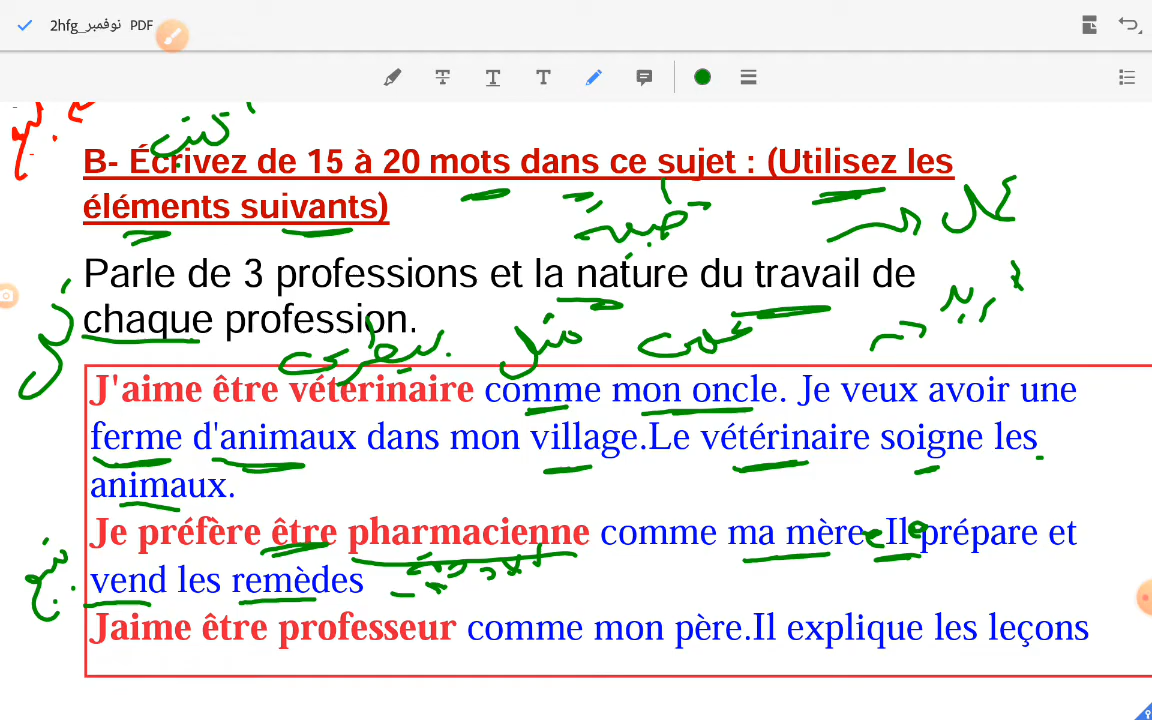 2hfg_نوفمبر PDF
B- Écrivez de 15 à 20 mots dans ce sujet : (Utilisez les
éléments suivants)
Parle de 3 professions et la nature du travail de
chaque profession.
J'aime être vétérinaire comme mon oncle. Je veux avoir une
ferme d'animaux dans mon village.Le vétérinaire soigne les
animaux.
Je préfère être pharmacienne comme ma mère Il prépare et
vend les remèdes
Jaime être professeur comme mon père.Il explique les leçons